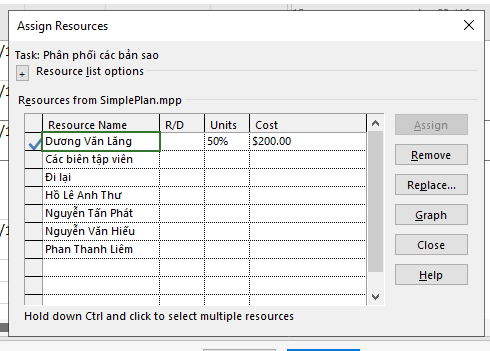 Assign Resources
Task: Phân phối các bản sao
+ Resource list options
Resources from SimplePlan.mpp
Resource Name R/D Units Cost
Dương Văn Lăng 50% $200.00
Các biên tập viên
Đi lại
Hồ Lê Anh Thư
Nguyễn Tấn Phát
Nguyễn Văn Hiếu
Phan Thanh Liêm
Assign
Remove
Replace...
Graph
Close
Help
Hold down Ctrl and click to select multiple resources